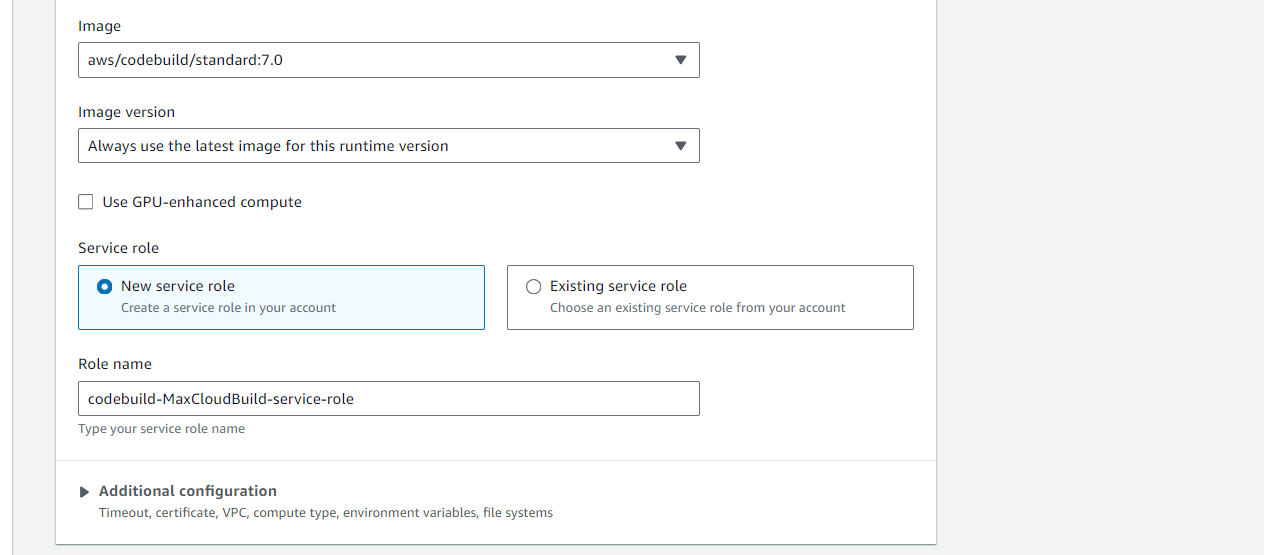 Image
aws/codebuild/standard:7.0
Image version
Always use the latest image for this runtime version
Use GPU-enhanced compute
Service role
New service role
Create a service role in your account
Existing service role
Choose an existing service role from your account
Role name
codebuild-MaxCloudBuild-service-role
Type your service role name
Additional configuration
Timeout, certificate, VPC, compute type, environment variables, file systems